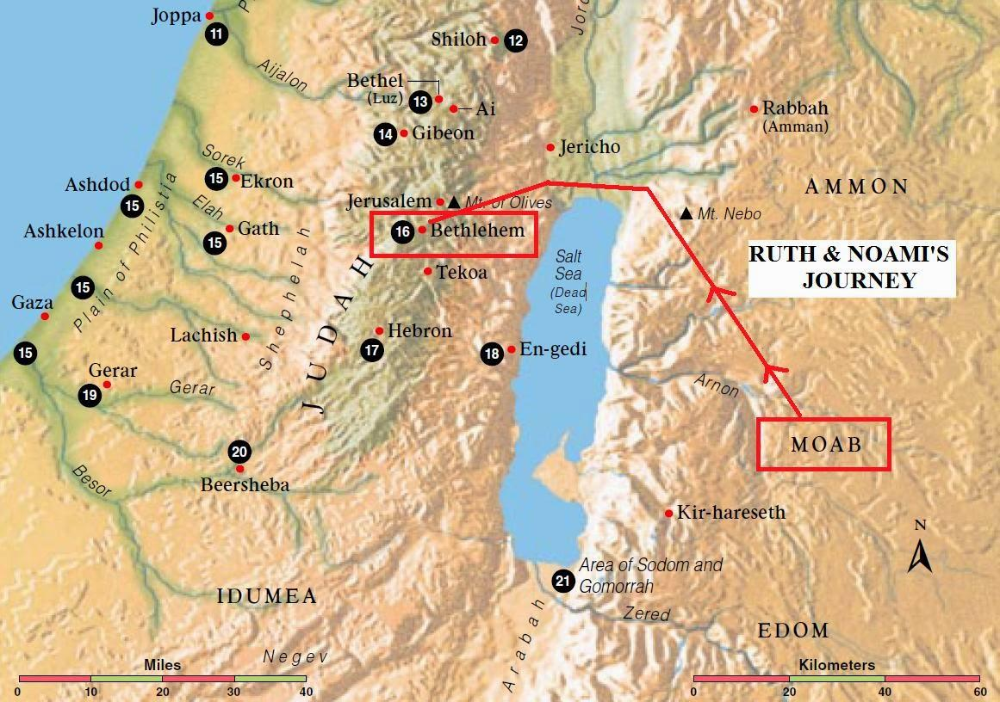 Joppa
11
P
Jor
Shiloh
12
Aijalon
Bethel
(Luz)
13
Ai
14
Gibeon
Rabbah
(Amman)
Jericho
Sorek
15
Ekron
Ashdod
15
AMMON
Elah
Jerusalem
Mt. of Olives
Mt. Nebo
Ashkelon
Gath
15
16
Bethlehem
Plain of Philistia
Shephelah
JUDAH
Salt
Sea
(Dead
Sea)
RUTH & NOAMI'S
JOURNEY
Tekoa
15
Gaza
Lachish
Hebron
17
18
En-gedi
15
Gerar
19
Gerar
Arnon
MOAB
20
Beersheba
Besor
Kir-hareseth
N
21
Area of Sodom and
Gomorrah
IDUMEA
Zered
EDOM
Arabah
Negev
Miles
0 10 20 30 40
Kilometers
0 20 40 60